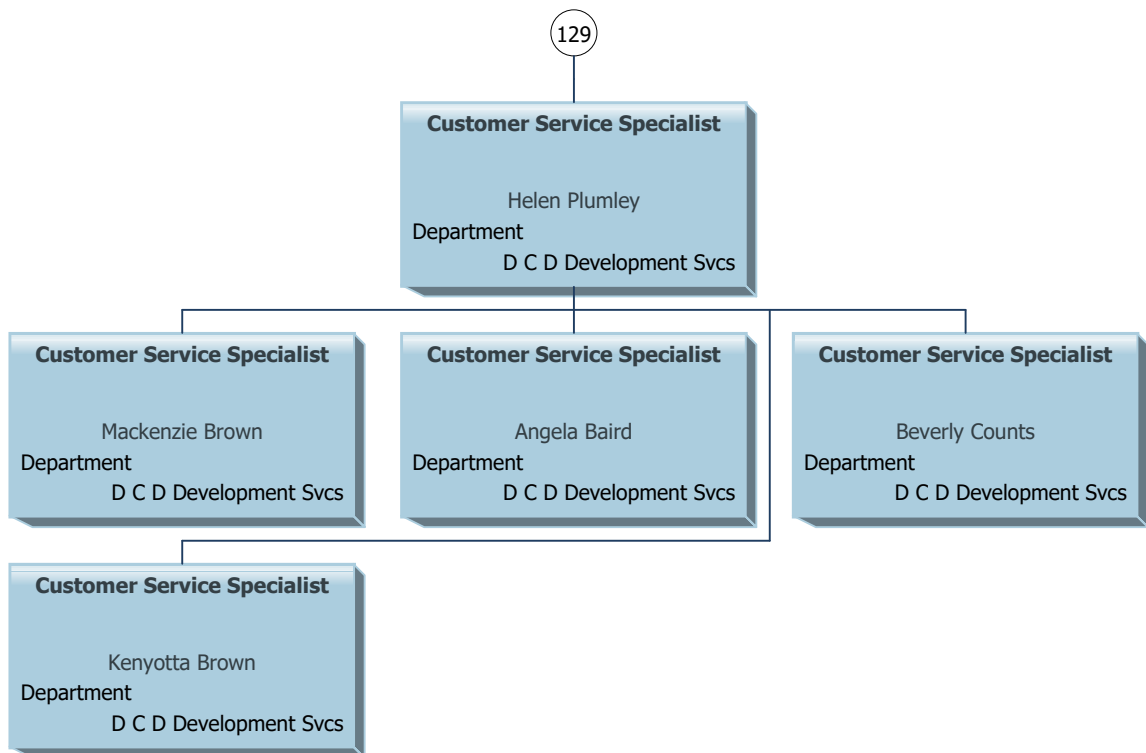 129
Customer Service Specialist
Helen Plumley
Department
D C D Development Svcs
Customer Service Specialist
Mackenzie Brown
Department
D C D Development Svcs
Customer Service Specialist
Angela Baird
Department
D C D Development Svcs
Customer Service Specialist
Beverly Counts
Department
D C D Development Svcs
Customer Service Specialist
Kenyotta Brown
Department
D C D Development Svcs